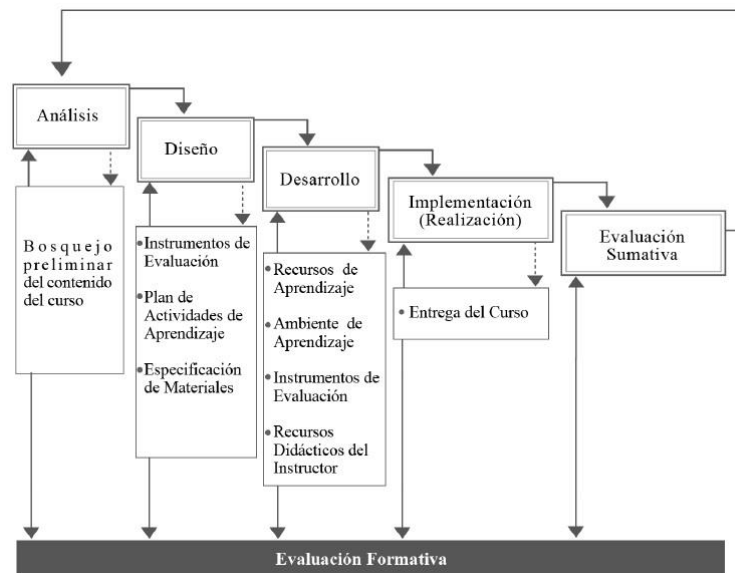 Análisis
Bosquejo
preliminar
del contenido
del curso
Diseño
• Instrumentos de
Evaluación
• Plan de
Actividades de
Aprendizaje
• Especificación
de Materiales
Desarrollo
• Recursos de
Aprendizaje
• Ambiente de
Aprendizaje
• Instrumentos de
Evaluación
• Recursos
Didácticos del
Instructor
Implementación
(Realización)
• Entrega del Curso
Evaluación
Sumativa
Evaluación Formativa